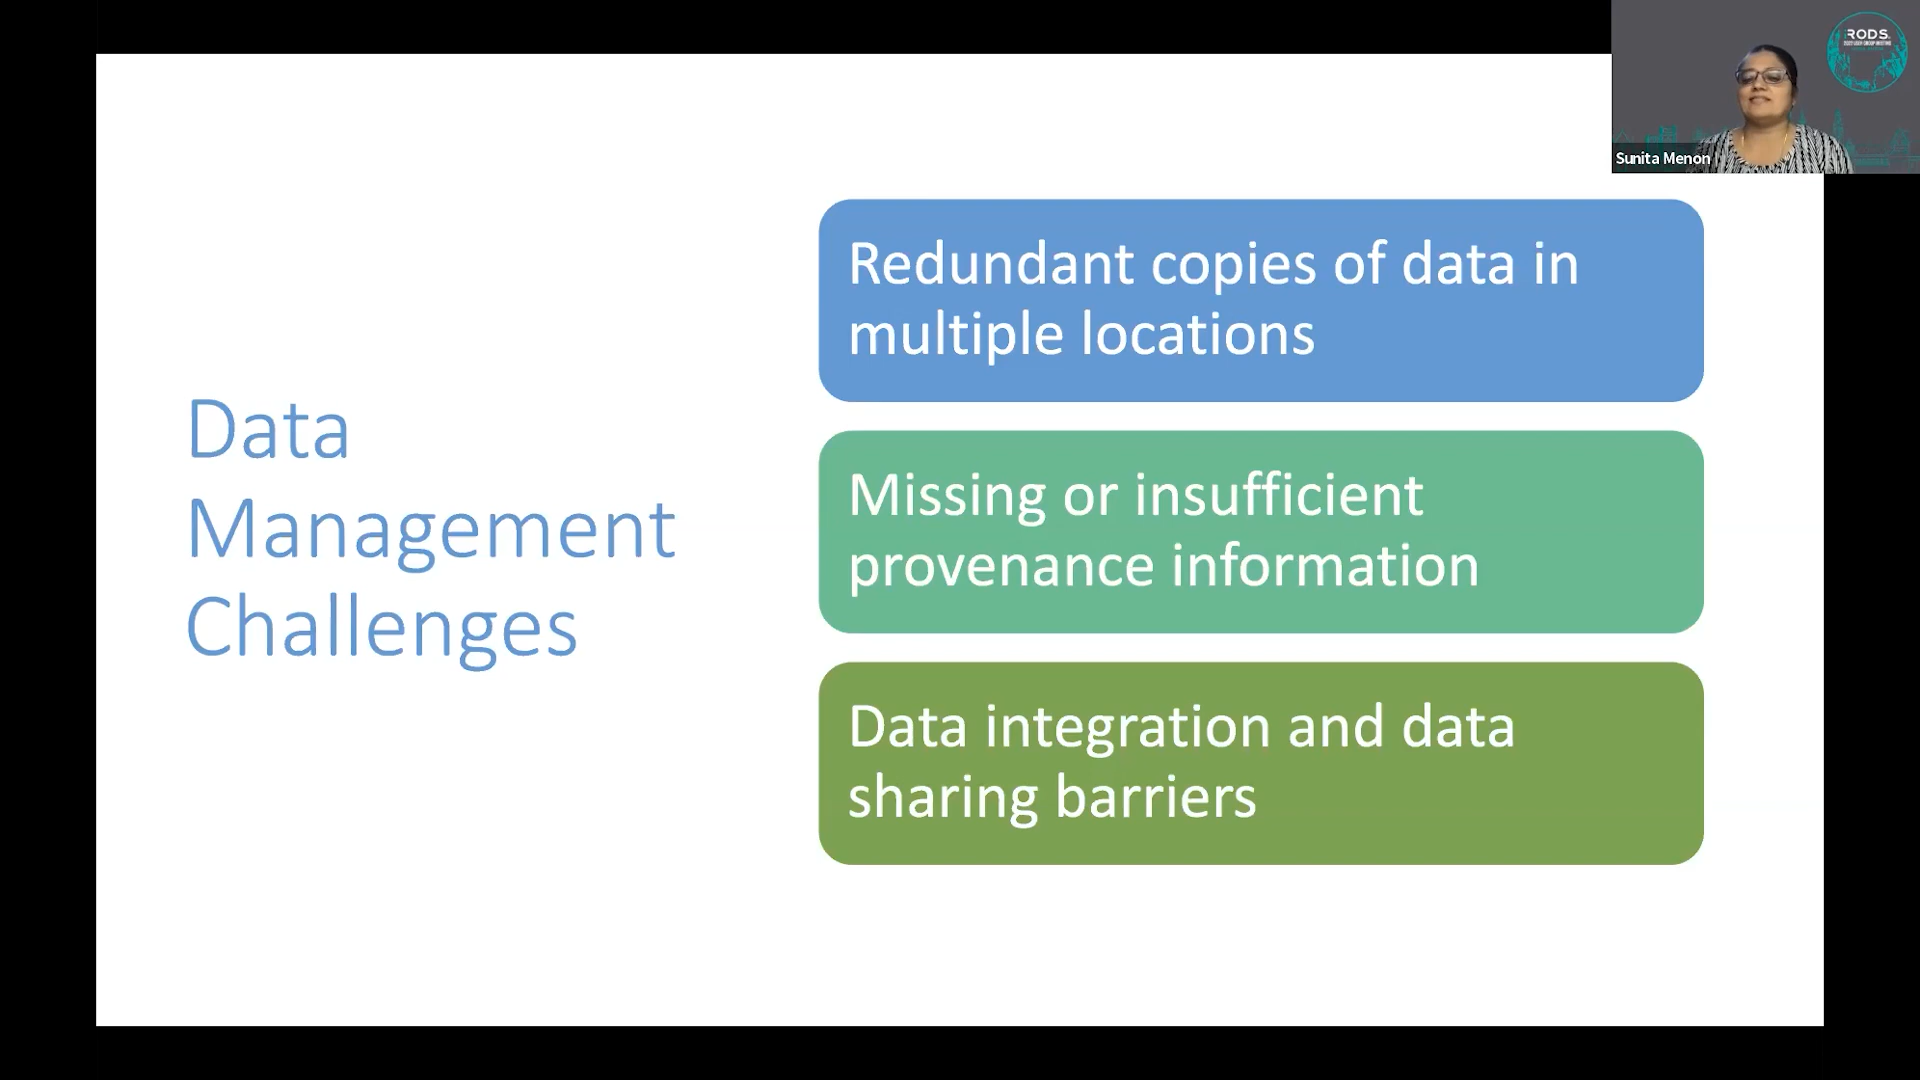 RODS
Sunita Menon
Data
Management
Challenges
Redundant copies of data in
multiple locations
Missing or insufficient
provenance information
Data integration and data
sharing barriers